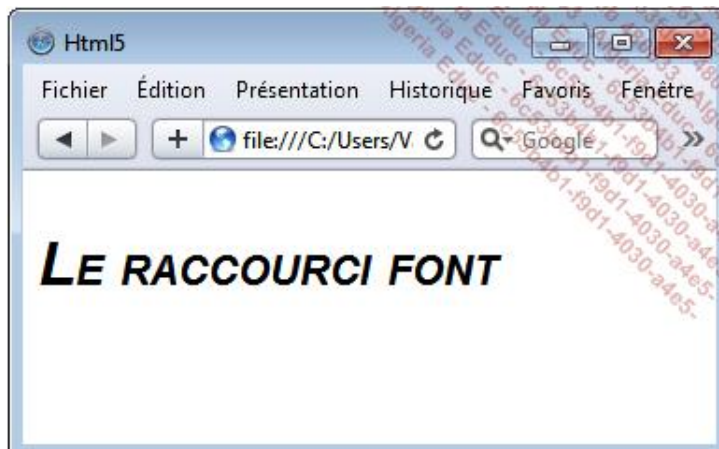 Html5
Fichier Édition Présentation Historique Favoris Fenêtre
file:///C:/Users/V Google
LE RACCOURCI FONT